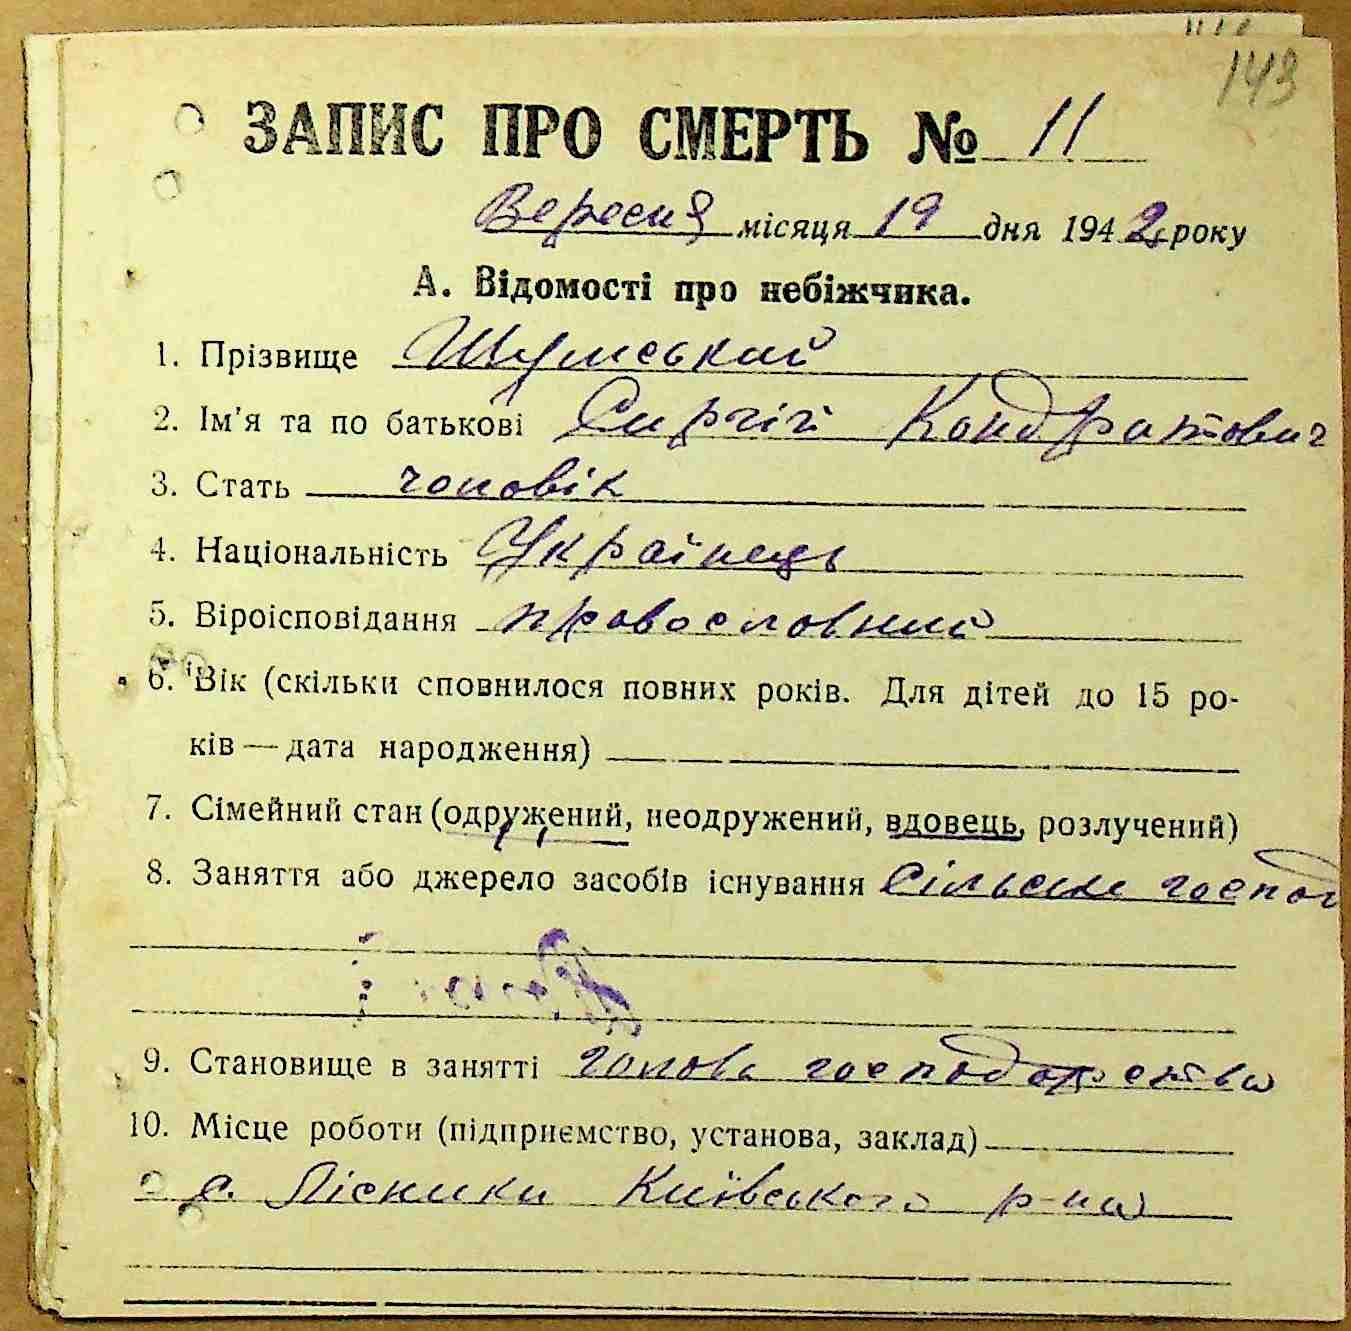 143
ЗАПИС ПРО СМЕРТЬ № 11
Вересня місяця 19 дня 1942 року
А. Відомості про небіжчика.
1. Прізвище Шумський
2. Ім'я та по батькові Сиргій Кондратович
3. Стать чоловік
4. Національність Українець
5. Віроісповідання православний
6. Вік (скільки сповнилося повних років. Для дітей до 15 ро-
ків — дата народження)
7. Сімейний стан (одружений, неодружений, вдовець, розлучений)
8. Заняття або джерело засобів існування сільске господ
9. Становище в занятті голова господарства
10. Місце роботи (підприємство, установа, заклад)
с. Лісники Київського р-на